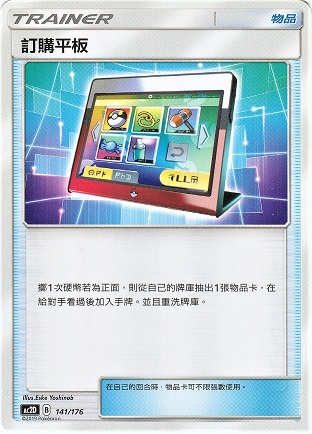 TRAINER
物品
訂購平板
擲1次硬幣若為正面，則從自己的牌庫抽出1張物品卡，在
給對手看過後加入手牌。並且重洗牌庫。
Illus.Eske Yoshinob
在自己的回合時，物品卡可不限張數使用。
AC2D B 141/176
©2019 Pokémon